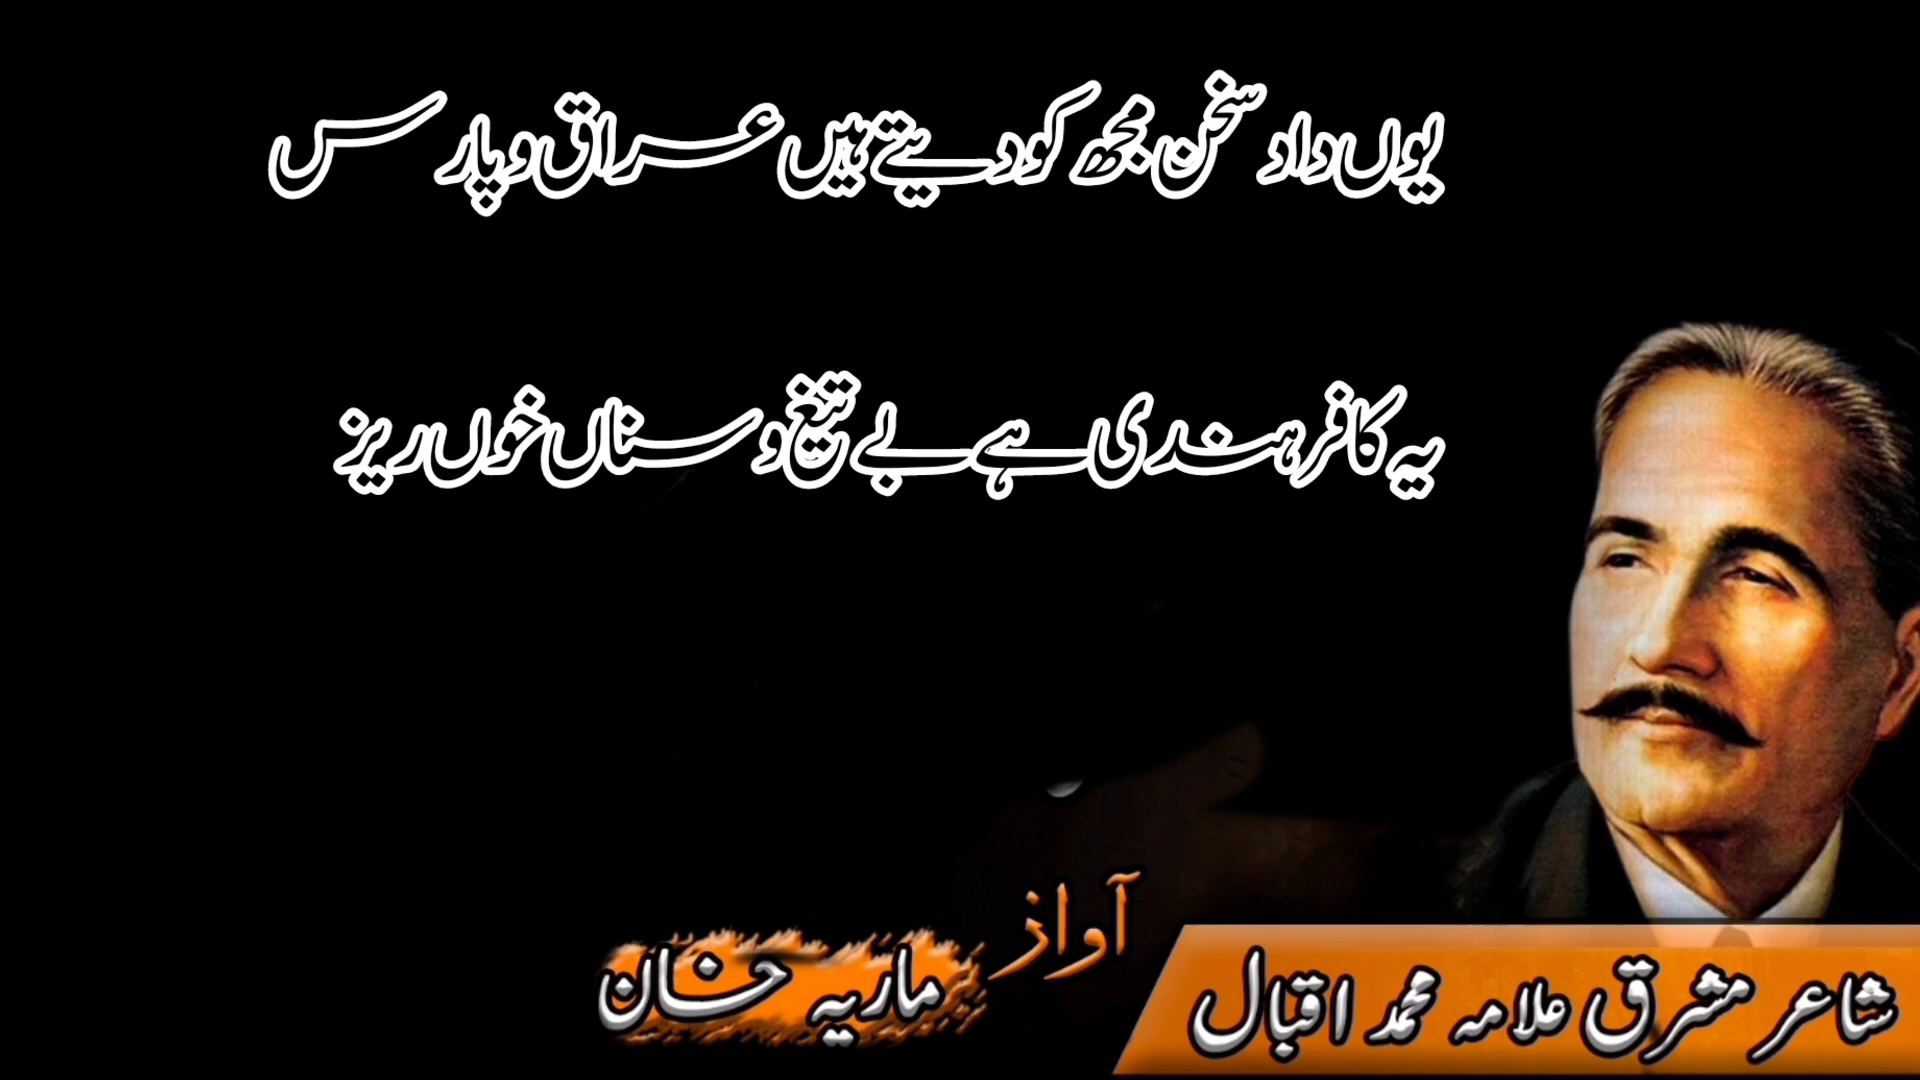 یوں داد سخن مجھ کو دیتے ہیں عراق و پارس
یہ کافر ہندی ہے بے تیغ و سناں خوں ریز
آواز
ماریہ خان
شاعر مشرق علامہ محمد اقبال